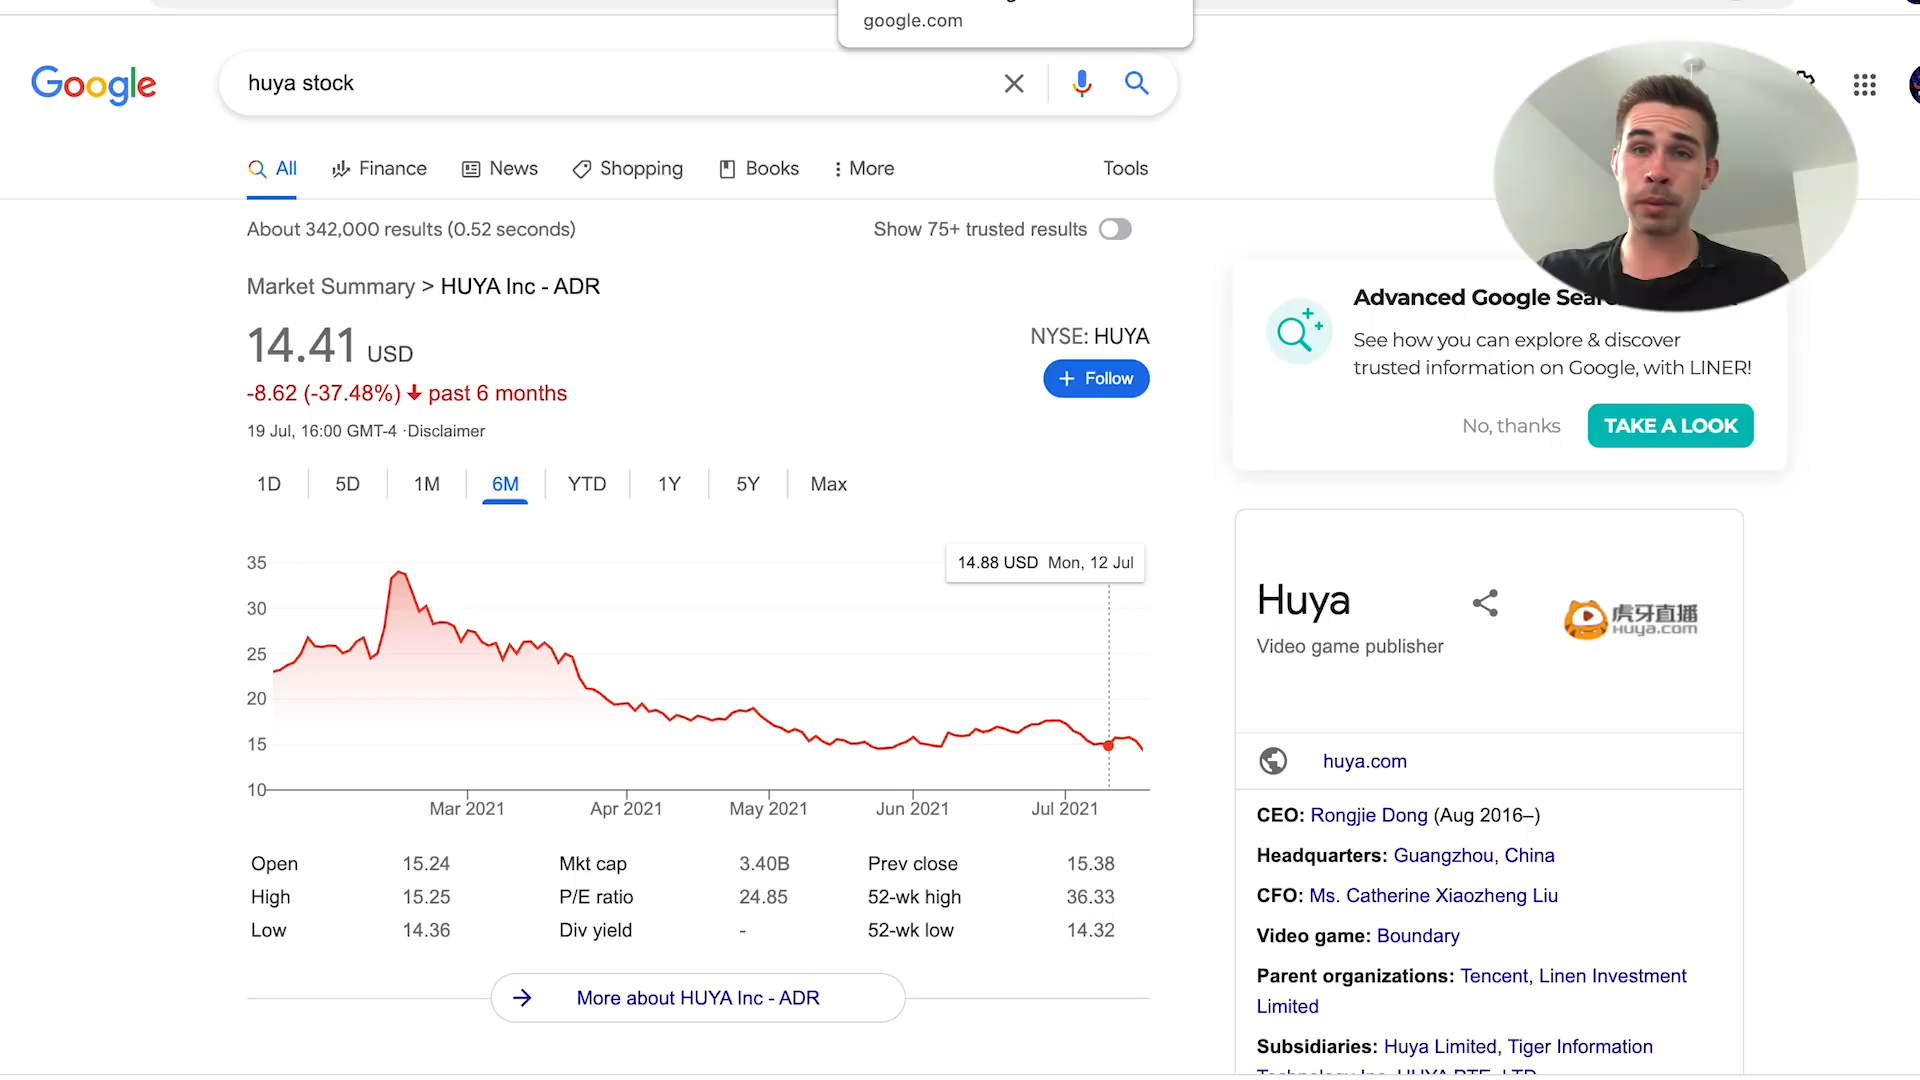 google.com
Google
huya stock
All
Finance
News
Shopping
Books
More
Tools
About 342,000 results (0.52 seconds)
Show 75+ trusted results
Market Summary > HUYA Inc - ADR
14.41 USD
NYSE: HUYA
-8.62 (-37.48%) past 6 months
+ Follow
19 Jul, 16:00 GMT-4 · Disclaimer
1D
5D
1M
6M
YTD
1Y
5Y
Max
14.88 USD Mon, 12 Jul
35
30
25
20
15
10
Mar 2021
Apr 2021
May 2021
Jun 2021
Jul 2021
Open 15.24 Mkt cap 3.40B Prev close 15.38
High 15.25 P/E ratio 24.85 52-wk high 36.33
Low 14.36 Div yield - 52-wk low 14.32
More about HUYA Inc - ADR
Advanced Google
See how you can explore & discover
trusted information on Google, with LINER!
No, thanks
TAKE A LOOK
Huya
Video game publisher
虎牙直播
HUYA.com
huya.com
CEO: Rongjie Dong (Aug 2016–)
Headquarters: Guangzhou, China
CFO: Ms. Catherine Xiaozheng Liu
Video game: Boundary
Parent organizations: Tencent, Linen Investment
Limited
Subsidiaries: Huya Limited, Tiger Information